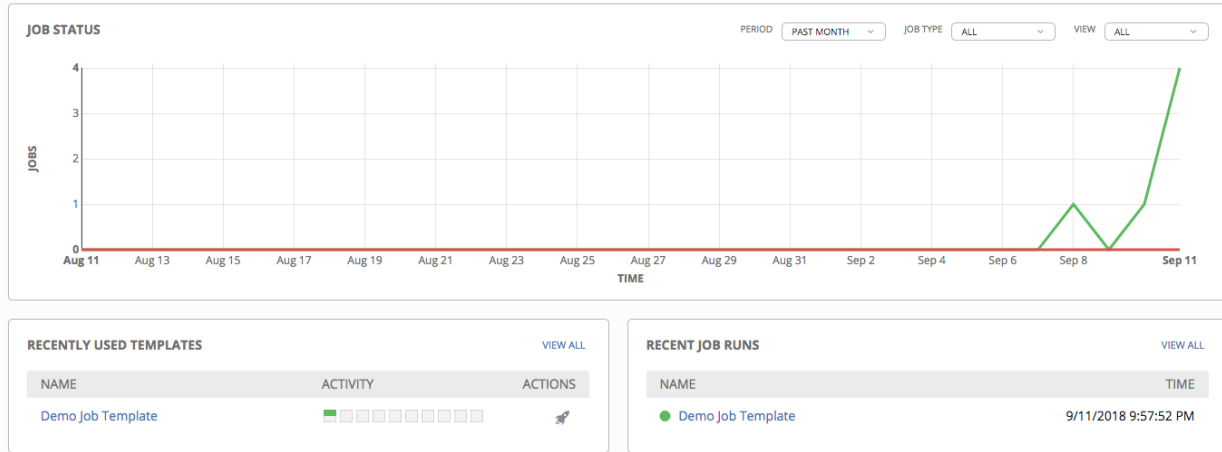 JOB STATUS
PERIOD PAST MONTH JOB TYPE ALL VIEW ALL
4
3
2
1
0
JOBS
Aug 11 Aug 13 Aug 15 Aug 17 Aug 19 Aug 21 Aug 23 Aug 25 Aug 27 Aug 29 Aug 31 Sep 2 Sep 4 Sep 6 Sep 8 Sep 11
TIME
RECENTLY USED TEMPLATES VIEW ALL
NAME ACTIVITY ACTIONS
Demo Job Template
RECENT JOB RUNS VIEW ALL
NAME TIME
Demo Job Template 9/11/2018 9:57:52 PM